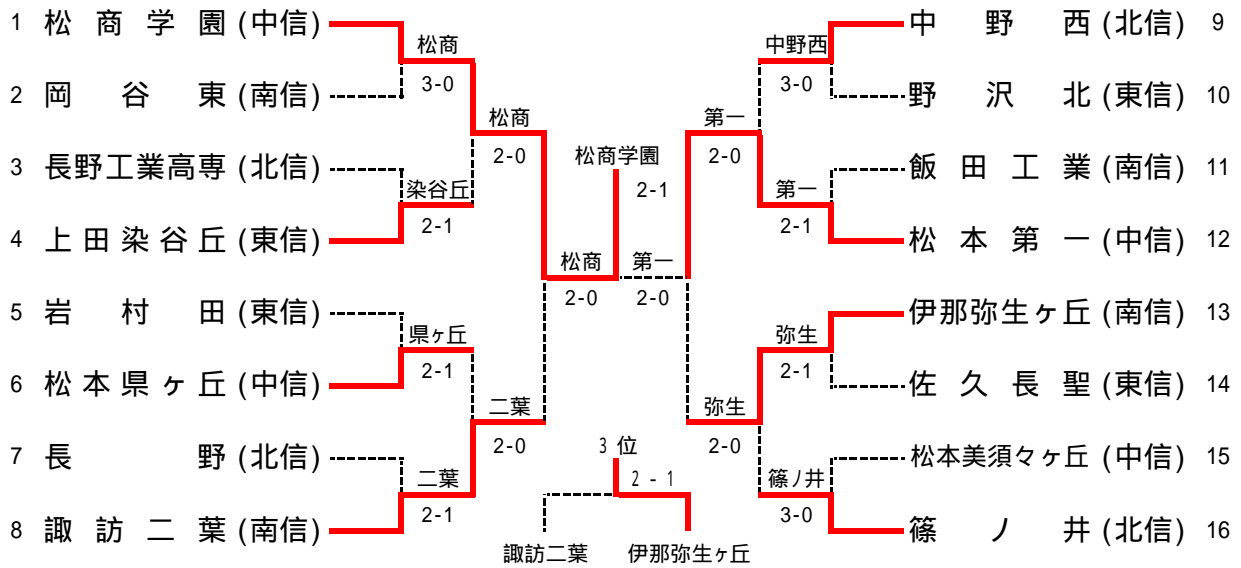 1 松商学園 (中信)
松商
3-0
2 岡谷東 (南信)
松商
2-0
3 長野工業高専 (北信)
染谷丘
2-1
4 上田染谷丘 (東信)
松商
2-0
5 岩村田 (東信)
県ヶ丘
2-1
6 松本県ヶ丘 (中信)
二葉
2-0
7 長野 (北信)
二葉
2-1
8 諏訪二葉 (南信)
松商学園
2-1
3 位
2 - 1
諏訪二葉 伊那弥生ヶ丘
中野西 (北信) 9
中野西
3-0
野沢北 (東信) 10
第一
2-0
飯田工業 (南信) 11
第一
2-1
松本第一 (中信) 12
第一
2-0
伊那弥生ヶ丘 (南信) 13
弥生
2-1
佐久長聖 (東信) 14
弥生
2-0
松本美須々ヶ丘 (中信) 15
篠ノ井
3-0
篠ノ井 (北信) 16